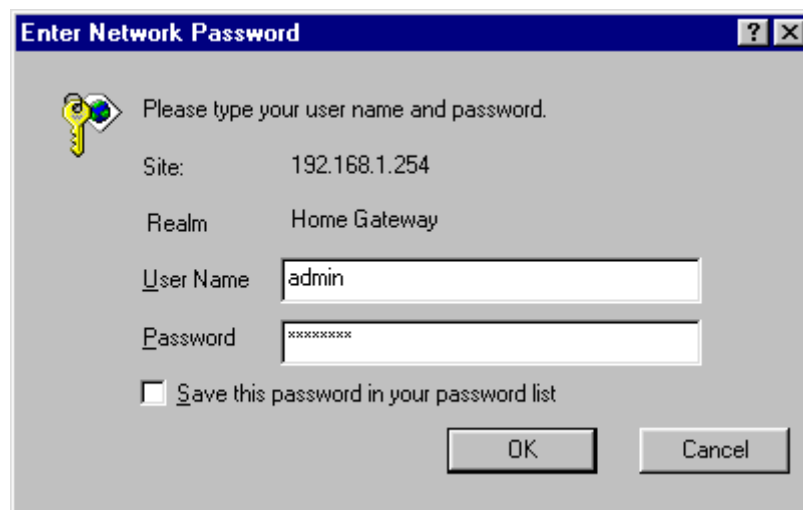 Enter Network Password
Please type your user name and password.
Site: 192.168.1.254
Realm Home Gateway
User Name admin
Password ********
Save this password in your password list
OK Cancel